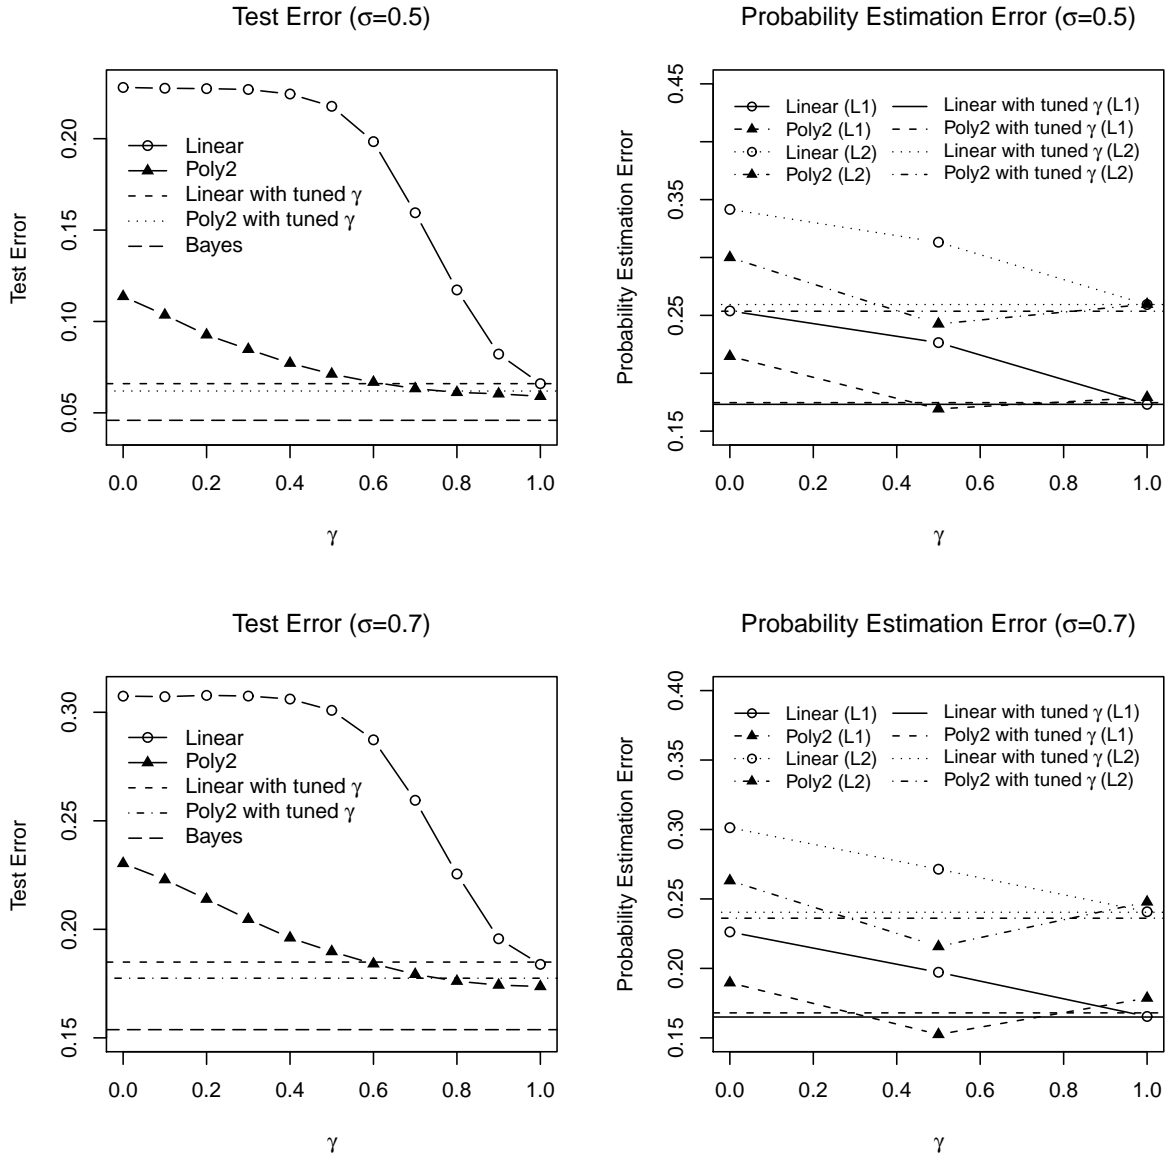 Test Error (σ=0.5)
Test Error
0.20
0.15
0.10
0.05
Linear
Poly2
Linear with tuned γ
Poly2 with tuned γ
Bayes
0.0 0.2 0.4 0.6 0.8 1.0
γ
Probability Estimation Error (σ=0.5)
Probability Estimation Error
0.45
0.35
0.25
0.15
Linear (L1)
Poly2 (L1)
Linear (L2)
Poly2 (L2)
Linear with tuned γ (L1)
Poly2 with tuned γ (L1)
Linear with tuned γ (L2)
Poly2 with tuned γ (L2)
0.0 0.2 0.4 0.6 0.8 1.0
γ
Test Error (σ=0.7)
Test Error
0.30
0.25
0.20
0.15
Linear
Poly2
Linear with tuned γ
Poly2 with tuned γ
Bayes
0.0 0.2 0.4 0.6 0.8 1.0
γ
Probability Estimation Error (σ=0.7)
Probability Estimation Error
0.40
0.35
0.30
0.25
0.20
0.15
Linear (L1)
Poly2 (L1)
Linear (L2)
Poly2 (L2)
Linear with tuned γ (L1)
Poly2 with tuned γ (L1)
Linear with tuned γ (L2)
Poly2 with tuned γ (L2)
0.0 0.2 0.4 0.6 0.8 1.0
γ